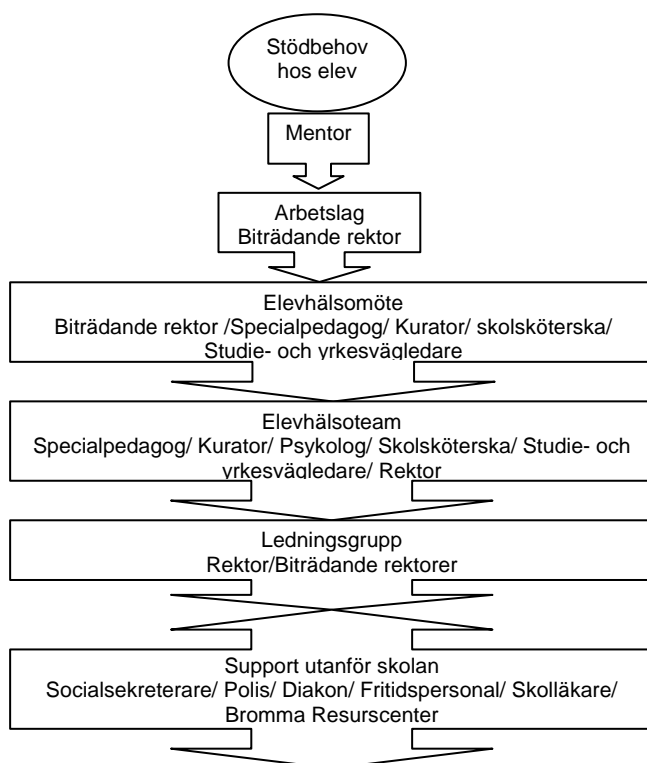 Stödbehov
hos elev
Mentor
Arbetslag
Biträdande rektor
Elevhälsomöte
Biträdande rektor /Specialpedagog/ Kurator/ skolsköterska/
Studie- och yrkesvägledare
Elevhälsoteam
Specialpedagog/ Kurator/ Psykolog/ Skolsköterska/ Studie- och
yrkesvägledare/ Rektor
Ledningsgrupp
Rektor/Biträdande rektorer
Support utanför skolan
Socialsekreterare/ Polis/ Diakon/ Fritidspersonal/ Skolläkare/
Bromma Resurscenter